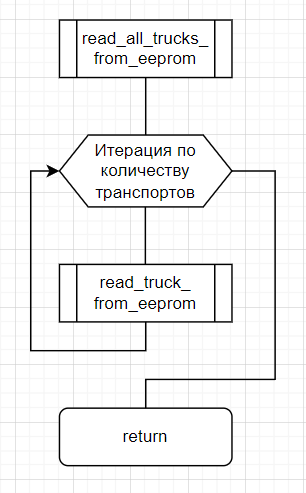 read_all_trucks_
from_eeprom
Итерация по
количеству
транспортов
read_truck_
from_eeprom
return